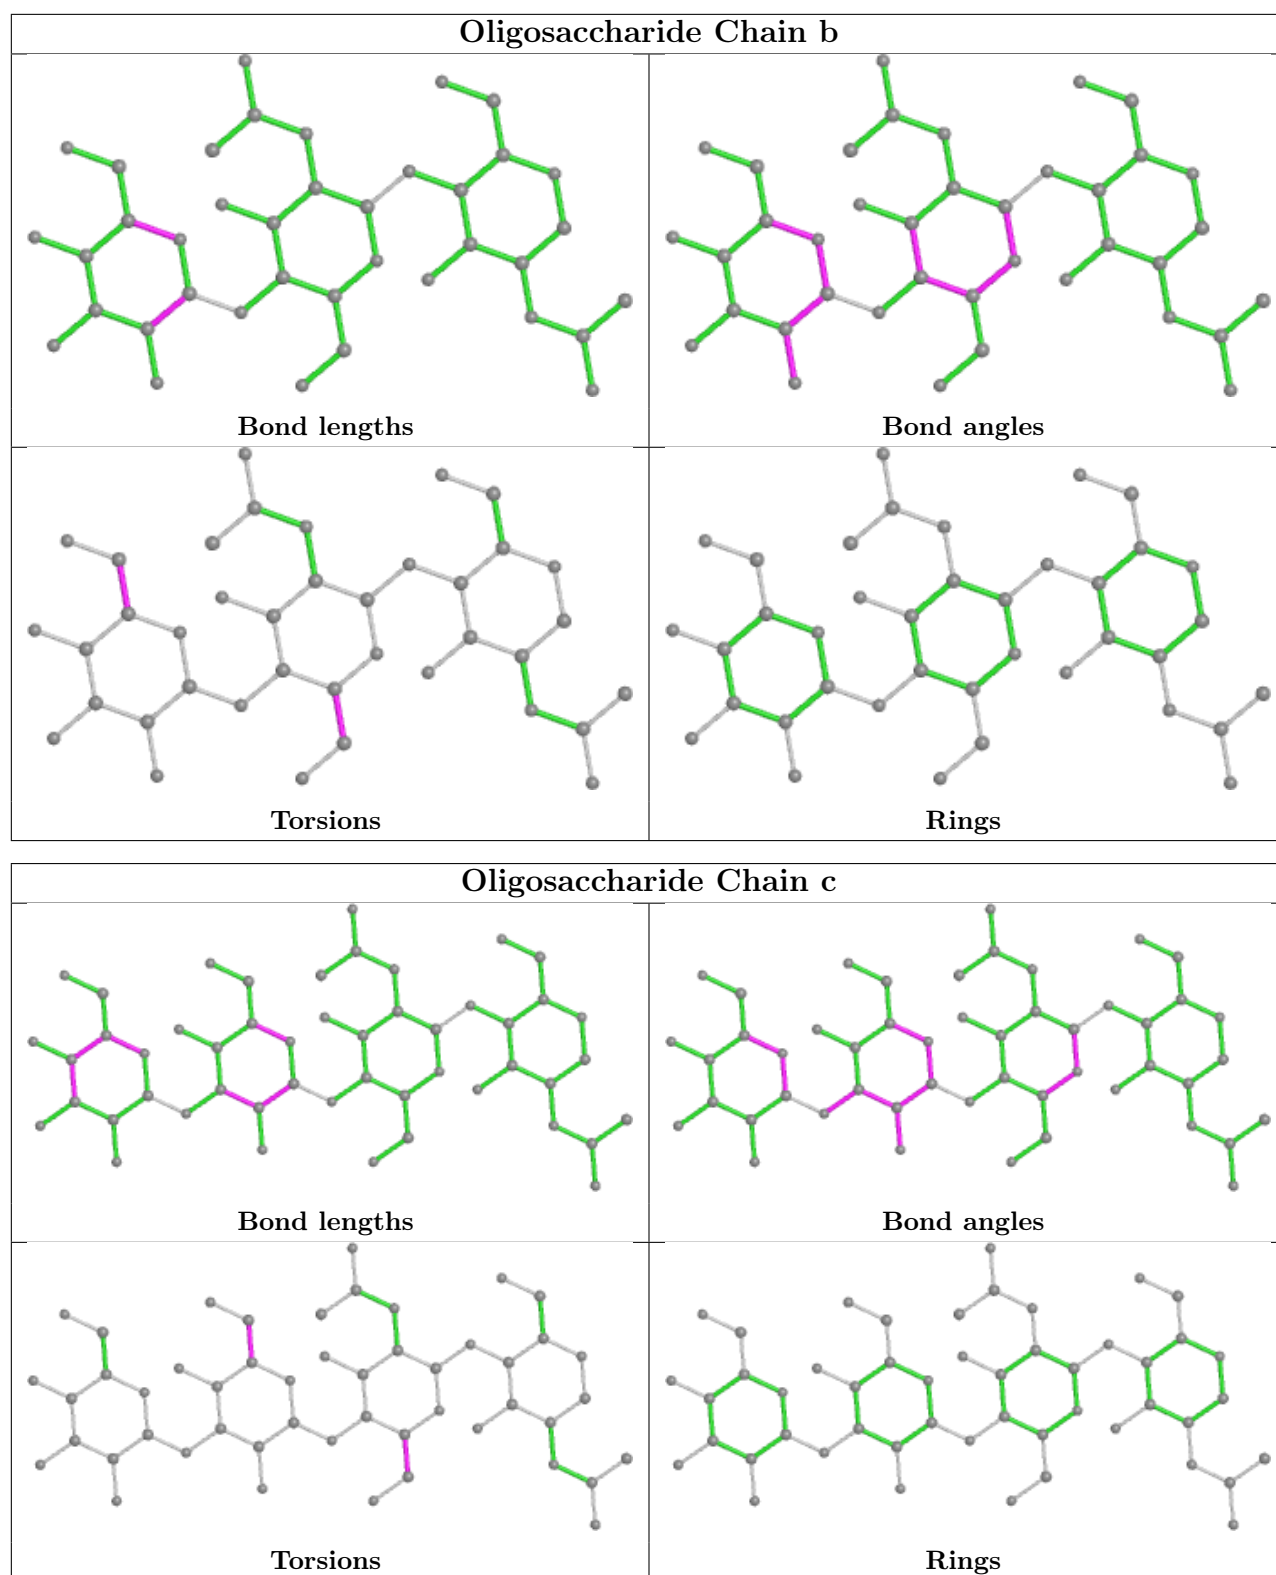 Oligosaccharide Chain b
Bond lengths
Bond angles
Torsions
Rings
Oligosaccharide Chain c
Bond lengths
Bond angles
Torsions
Rings